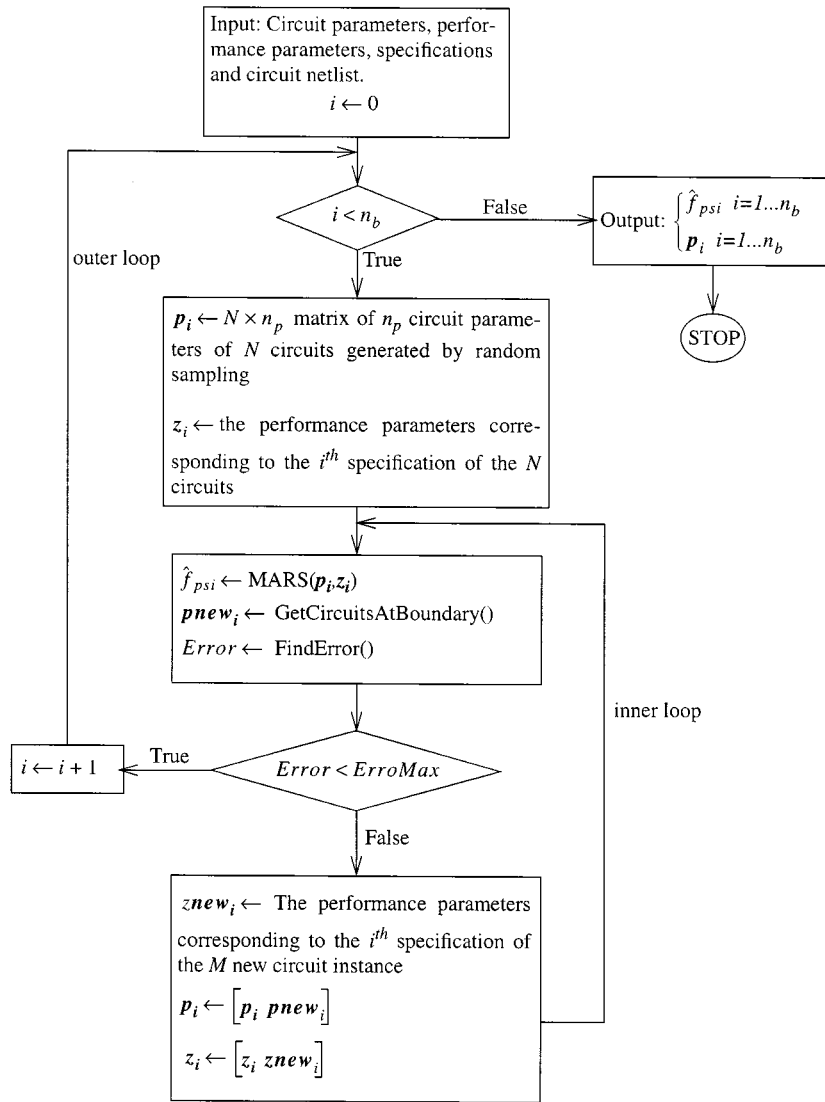 Input: Circuit parameters, perfor-
mance parameters, specifications
and circuit netlist.
i ← 0
i < n_b
False
Output: { f̂_psi i=1...n_b
p_i i=1...n_b
True
outer loop
STOP
p_i ← N × n_p matrix of n_p circuit parame-
ters of N circuits generated by random
sampling
z_i ← the performance parameters corre-
sponding to the i^th specification of the N
circuits
f̂_psi ← MARS(p_i,z_i)
pnew_i ← GetCircuitsAtBoundary()
Error ← FindError()
inner loop
i ← i + 1
True
Error < ErroMax
False
znew_i ← The performance parameters
corresponding to the i^th specification of
the M new circuit instance
p_i ← [p_i pnew_i]
z_i ← [z_i znew_i]